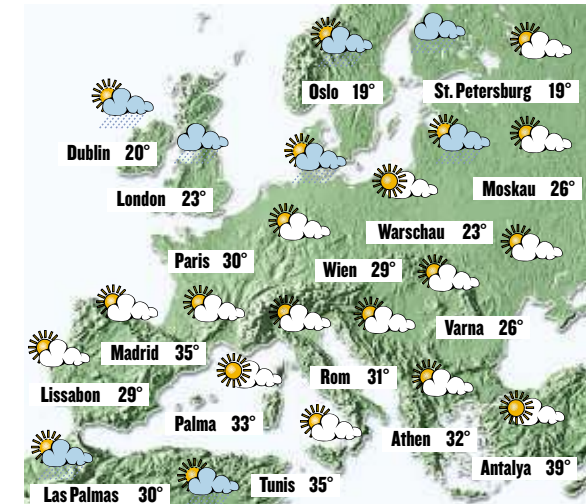 Oslo 19°
St. Petersburg 19°
Dublin 20°
London 23°
Moskau 26°
Warschau 23°
Paris 30°
Wien 29°
Varna 26°
Madrid 35°
Rom 31°
Lissabon 29°
Palma 33°
Athen 32°
Antalya 39°
Las Palmas 30°
Tunis 35°